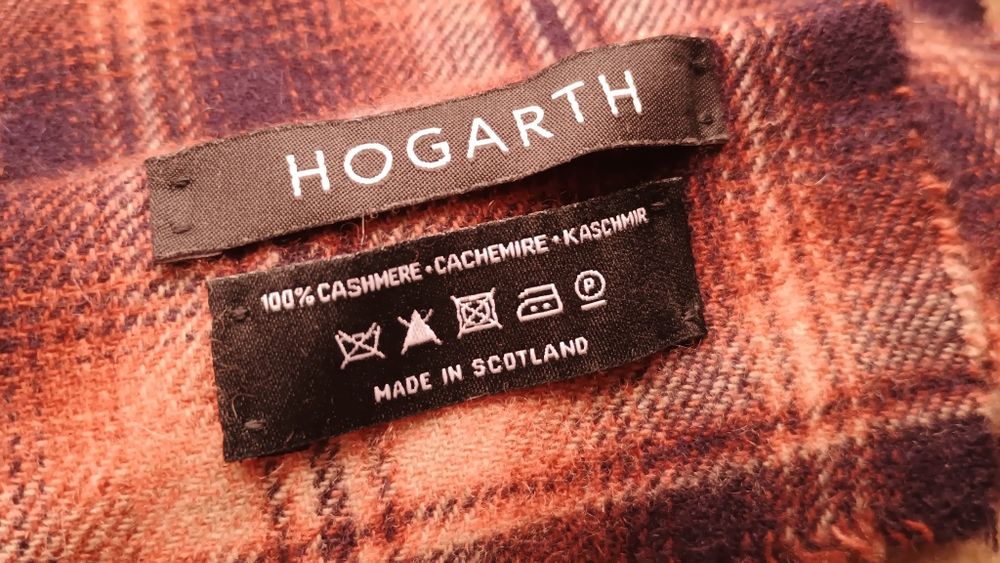 HOGARTH
100% CASHMERE • CACHEMIRE • KASCHMIR
P
MADE IN SCOTLAND